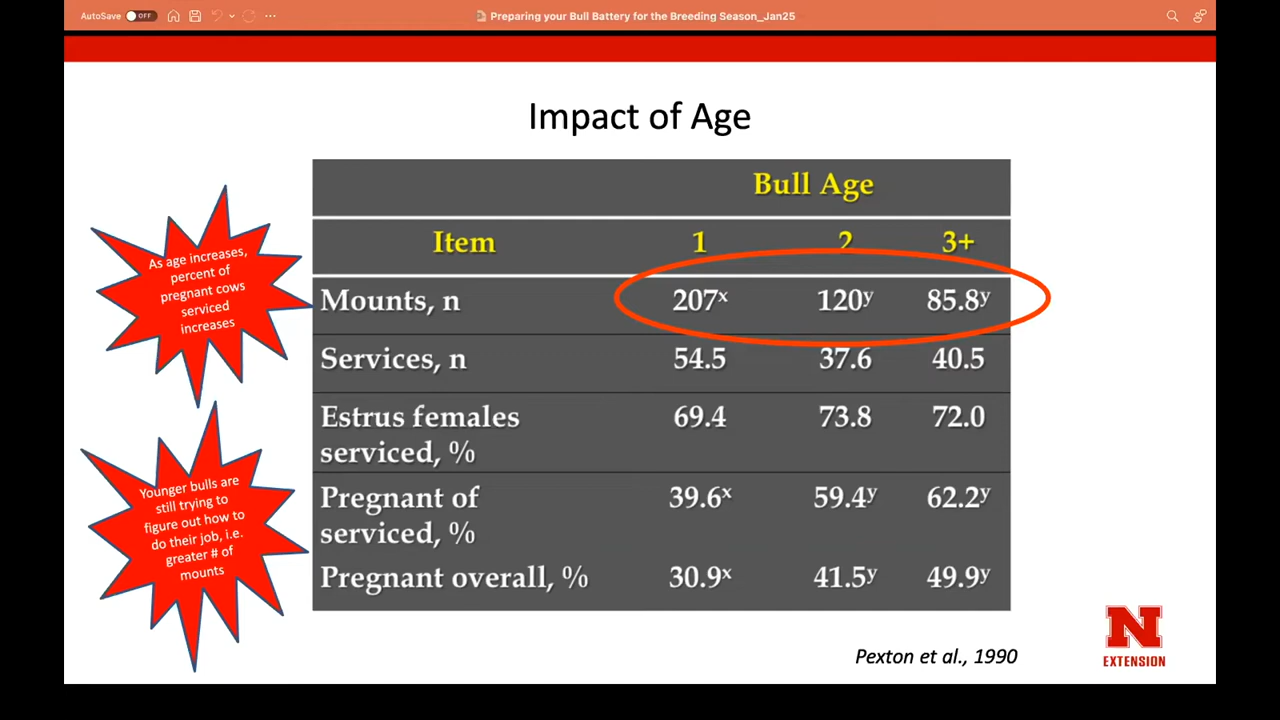 AutoSave OFF
Preparing your Bull Battery for the Breeding Season_Jan25
Impact of Age
Bull Age
Item 1 2 3+
Mounts, n 207ˣ 120ʸ 85.8ʸ
Services, n 54.5 37.6 40.5
Estrus females
serviced, % 69.4 73.8 72.0
Pregnant of
serviced, % 39.6ˣ 59.4ʸ 62.2ʸ
Pregnant overall, % 30.9ˣ 41.5ʸ 49.9ʸ
As age increases,
percent of
pregnant cows
serviced
increases
Younger bulls are
still trying to
figure out how to
do their job, i.e.
greater # of
mounts
Pexton et al., 1990
N
EXTENSION